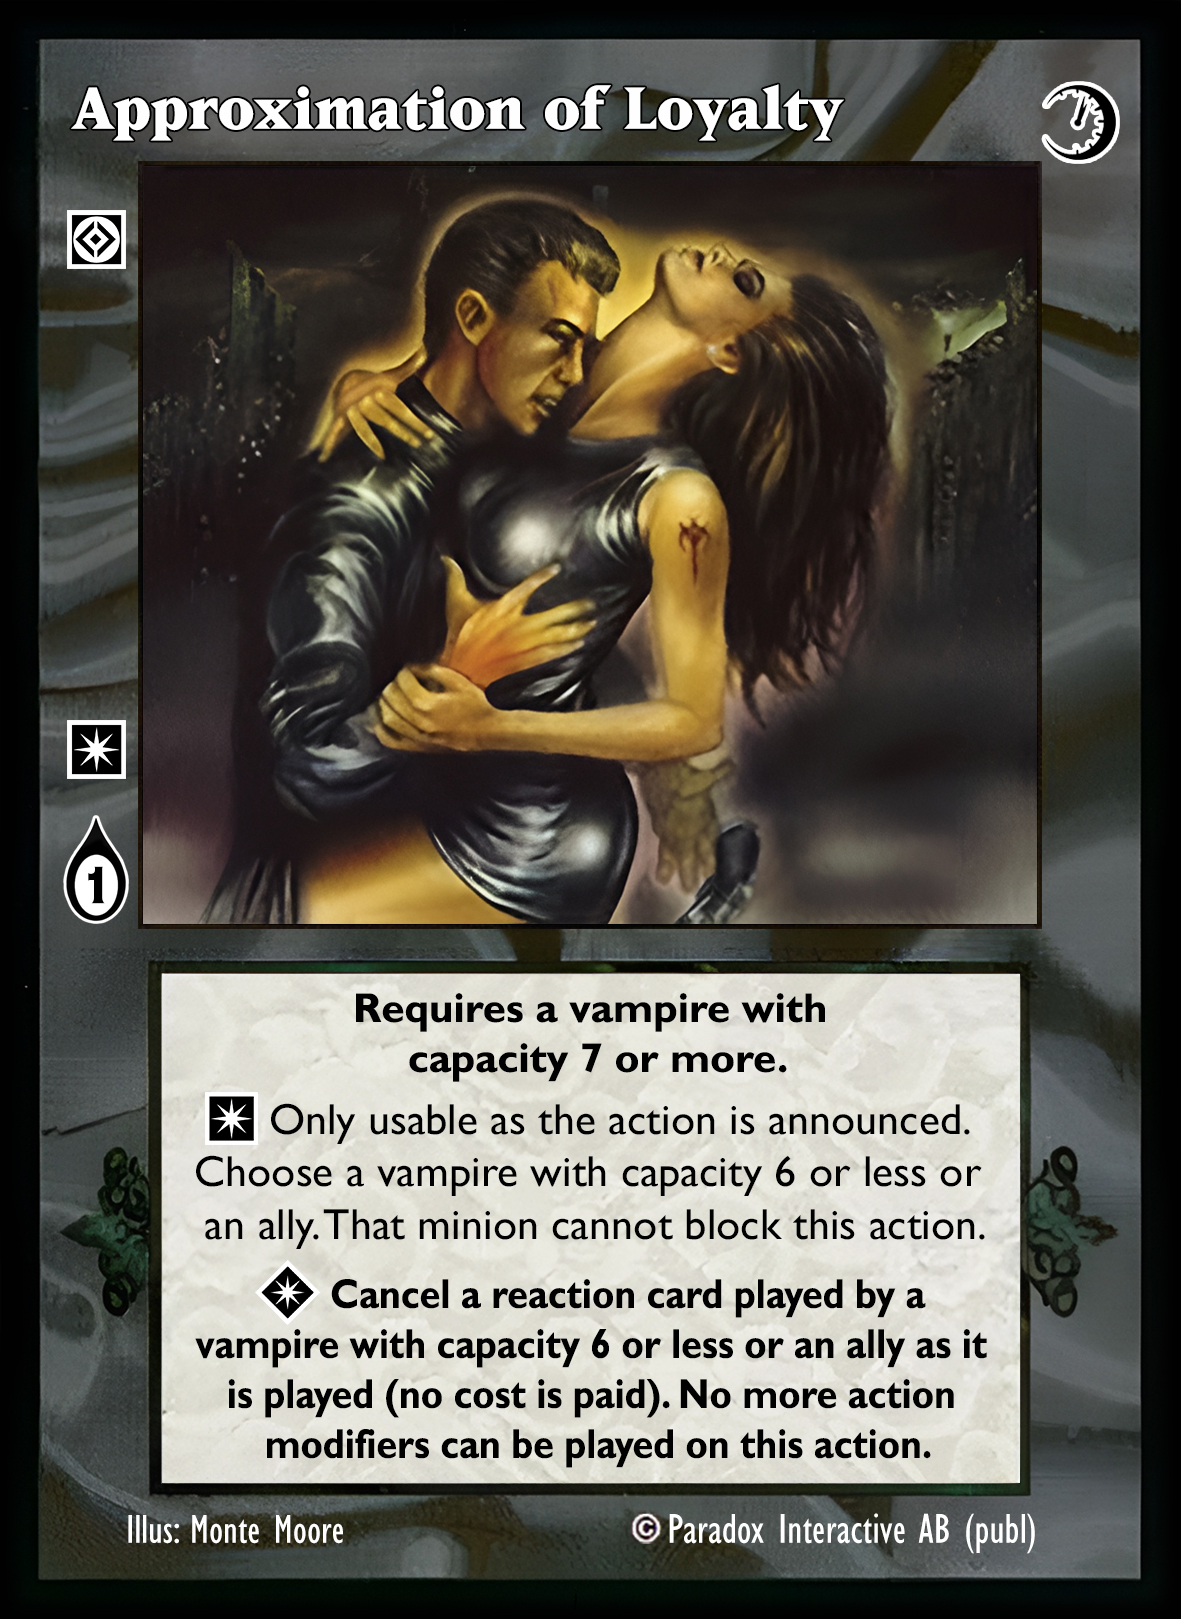 Approximation of Loyalty
1
Requires a vampire with
capacity 7 or more.
Only usable as the action is announced.
Choose a vampire with capacity 6 or less or
an ally. That minion cannot block this action.
Cancel a reaction card played by a
vampire with capacity 6 or less or an ally as it
is played (no cost is paid). No more action
modifiers can be played on this action.
Illus: Monte Moore
© Paradox Interactive AB (publ)